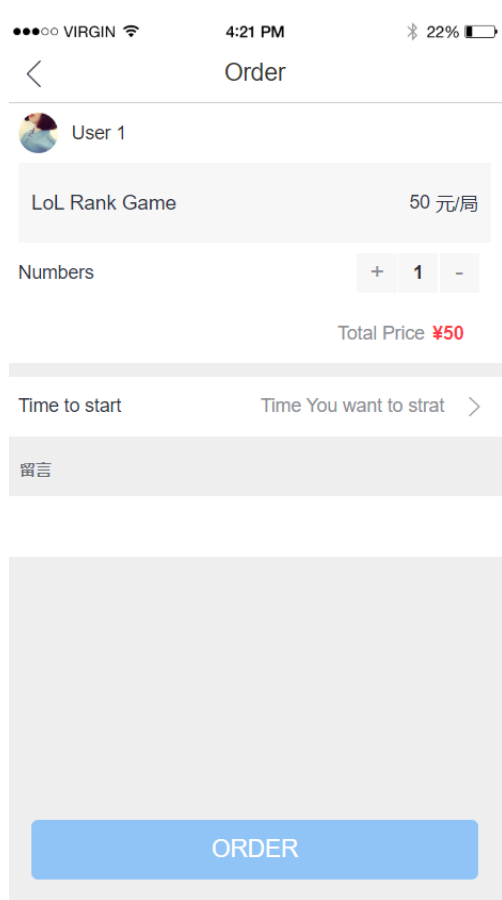 VIRGIN 4:21 PM 22%
Order
User 1
LoL Rank Game 50 元/局
Numbers + 1 -
Total Price ¥50
Time to start Time You want to strat
留言
ORDER